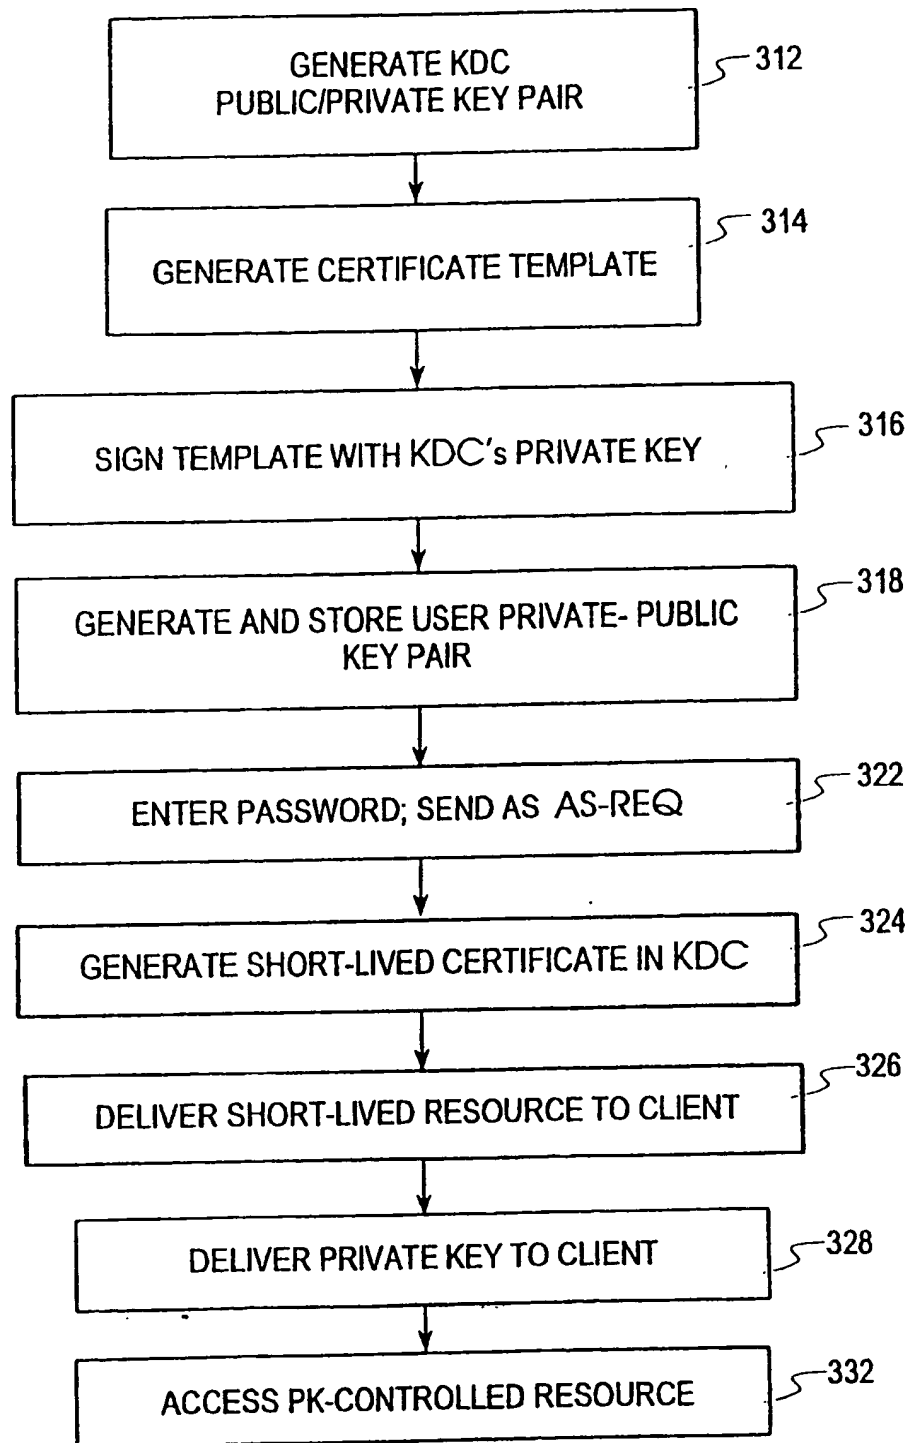 GENERATE KDC
PUBLIC/PRIVATE KEY PAIR
312
GENERATE CERTIFICATE TEMPLATE
314
SIGN TEMPLATE WITH KDC's PRIVATE KEY
316
GENERATE AND STORE USER PRIVATE- PUBLIC
KEY PAIR
318
ENTER PASSWORD; SEND AS AS-REQ
322
GENERATE SHORT-LIVED CERTIFICATE IN KDC
324
DELIVER SHORT-LIVED RESOURCE TO CLIENT
326
DELIVER PRIVATE KEY TO CLIENT
328
ACCESS PK-CONTROLLED RESOURCE
332